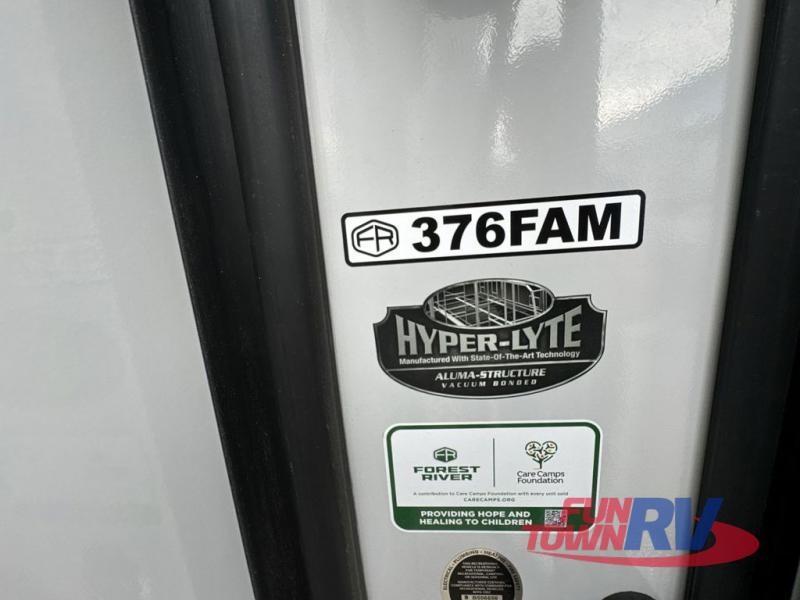 FR 376FAM
HYPER-LYTE
Manufactured With State-Of-The-Art Technology
ALUMA-STRUCTURE
VACUUM BONDED
FR
FOREST
RIVER
Care Camps
Foundation
A contribution to Care Camps Foundation with every unit sold
CARECAMPS.ORG
PROVIDING HOPE AND
HEALING TO CHILDREN
FUN
TOWN RV